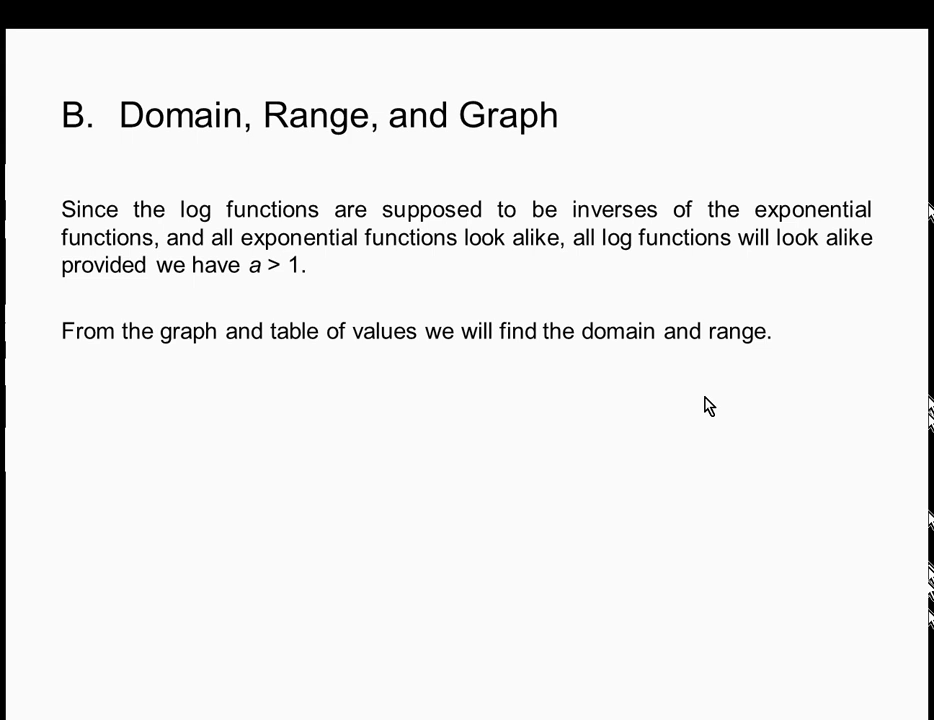 B. Domain, Range, and Graph
Since the log functions are supposed to be inverses of the exponential
functions, and all exponential functions look alike, all log functions will look alike
provided we have a > 1.
From the graph and table of values we will find the domain and range.